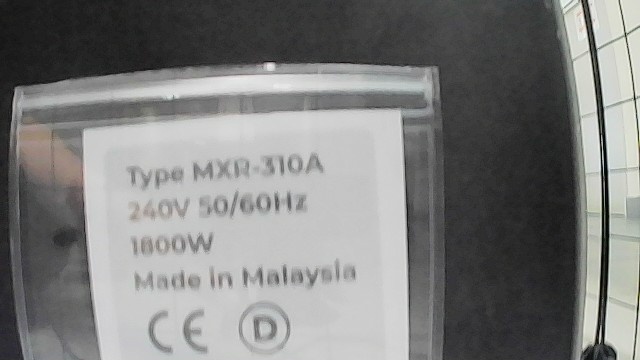 Type MXR-310A
240V 50/60Hz
1800W
Made in Malaysia
CE D